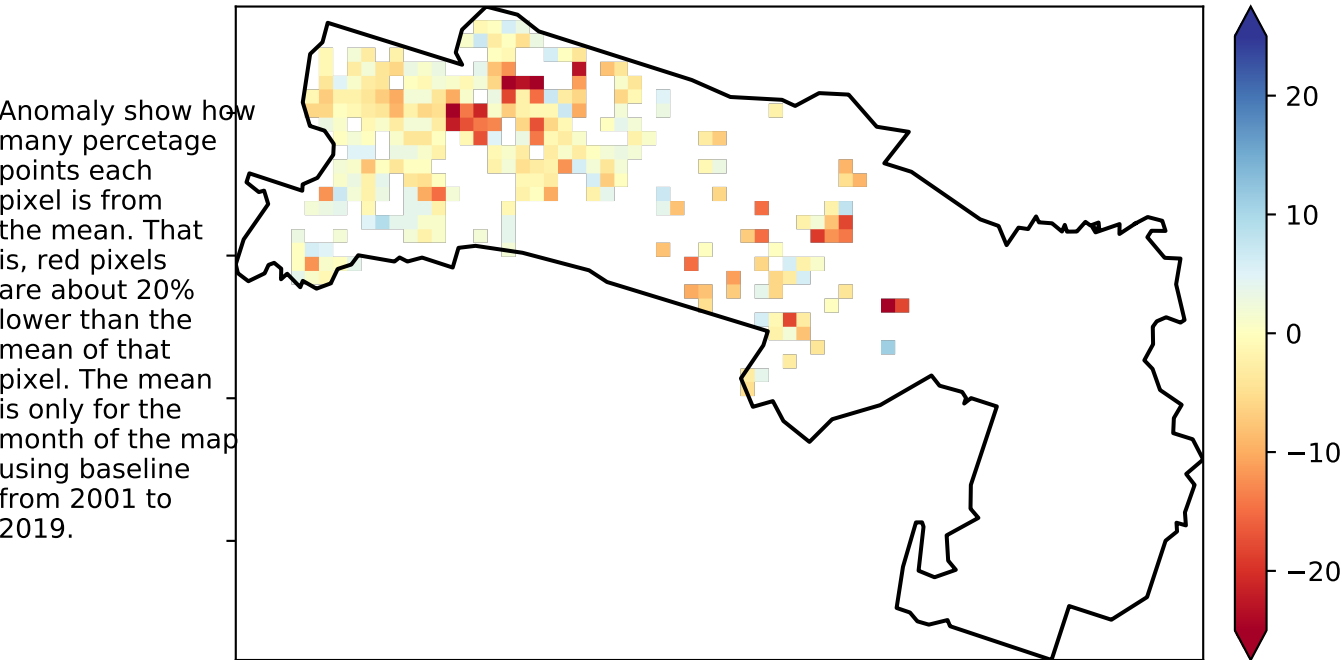 Anomaly show how
many percetage
points each
pixel is from
the mean. That
is, red pixels
are about 20%
lower than the
mean of that
pixel. The mean
is only for the
month of the map
using baseline
from 2001 to
2019.
20
10
0
−10
−20